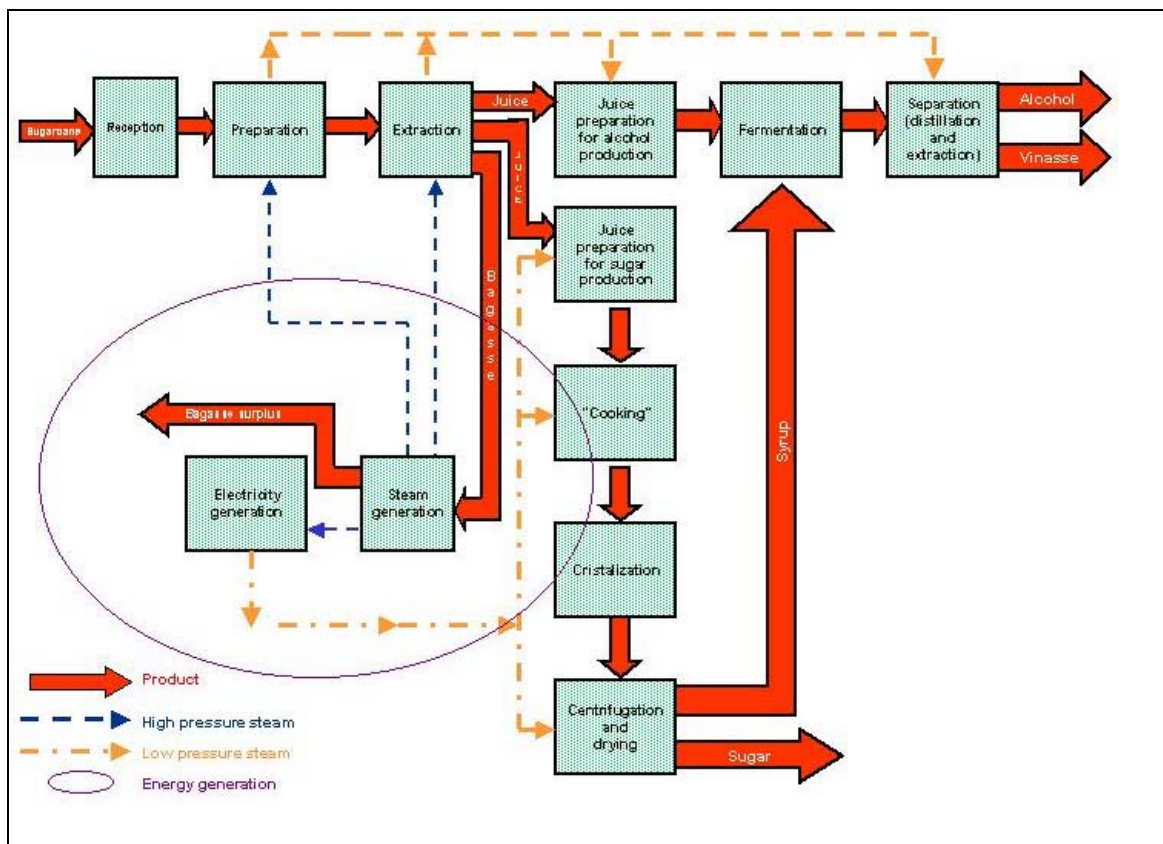 Sugarcane
Reception
Preparation
Extraction
Juice
Juice
preparation
for alcohol
production
Fermentation
Separation
(distillation
and
extraction)
Alcohol
Vinasse
Juice
Juice
preparation
for sugar
production
Bagasse
"Cooking"
Syrup
Bagasse surplus
Electricity
generation
Steam
generation
Cristalization
Centrifugation
and
drying
Sugar
Product
High pressure steam
Low pressure steam
Energy generation